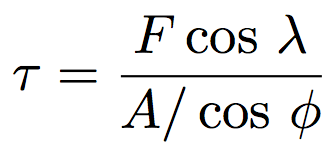 τ = F cos λ / (A / cos ϕ)